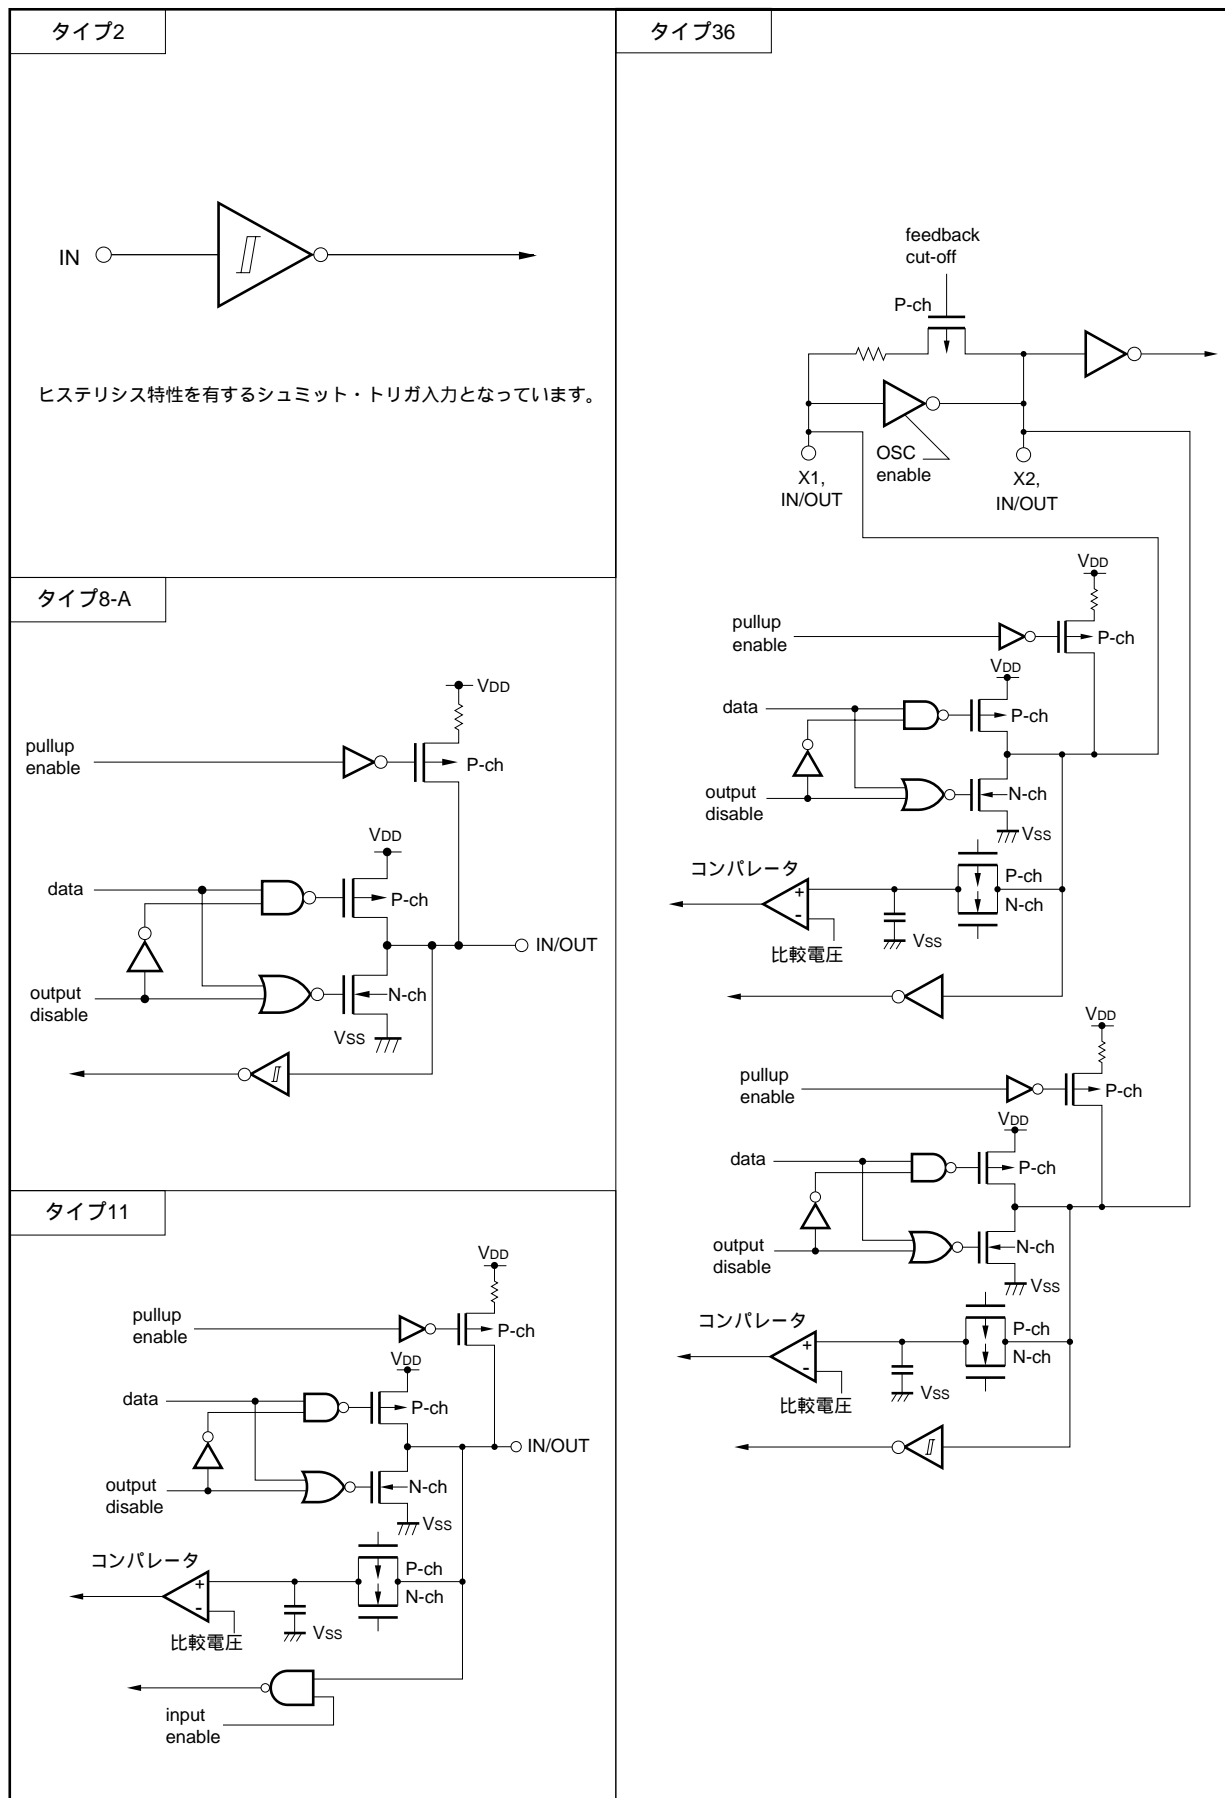 タイプ2
IN
ヒステリシス特性を有するシュミット・トリガ入力となっています。
タイプ8-A
VDD
pullup
enable
P-ch
VDD
data
P-ch
IN/OUT
output
disable
N-ch
VSS
タイプ11
VDD
pullup
enable
P-ch
VDD
data
P-ch
IN/OUT
output
disable
N-ch
VSS
コンパレータ
P-ch
N-ch
+
-
VSS
比較電圧
input
enable
タイプ36
feedback
cut-off
P-ch
OSC
enable
X1,
IN/OUT
X2,
IN/OUT
VDD
pullup
enable
P-ch
VDD
data
P-ch
output
disable
N-ch
VSS
コンパレータ
P-ch
N-ch
+
-
VSS
比較電圧
VDD
pullup
enable
P-ch
VDD
data
P-ch
output
disable
N-ch
VSS
コンパレータ
P-ch
N-ch
+
-
VSS
比較電圧